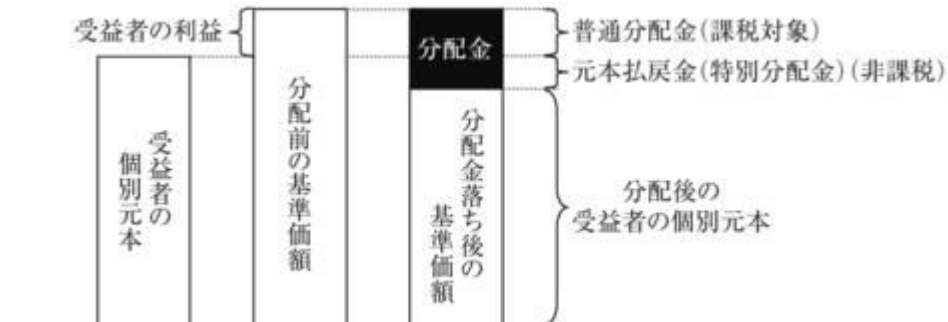 受益者の利益
分配金
普通分配金(課税対象)
元本払戻金(特別分配金)(非課税)
受益者の
個別元本
分配前の基準価額
分配金落ち後の
基準価額
分配後の
受益者の個別元本